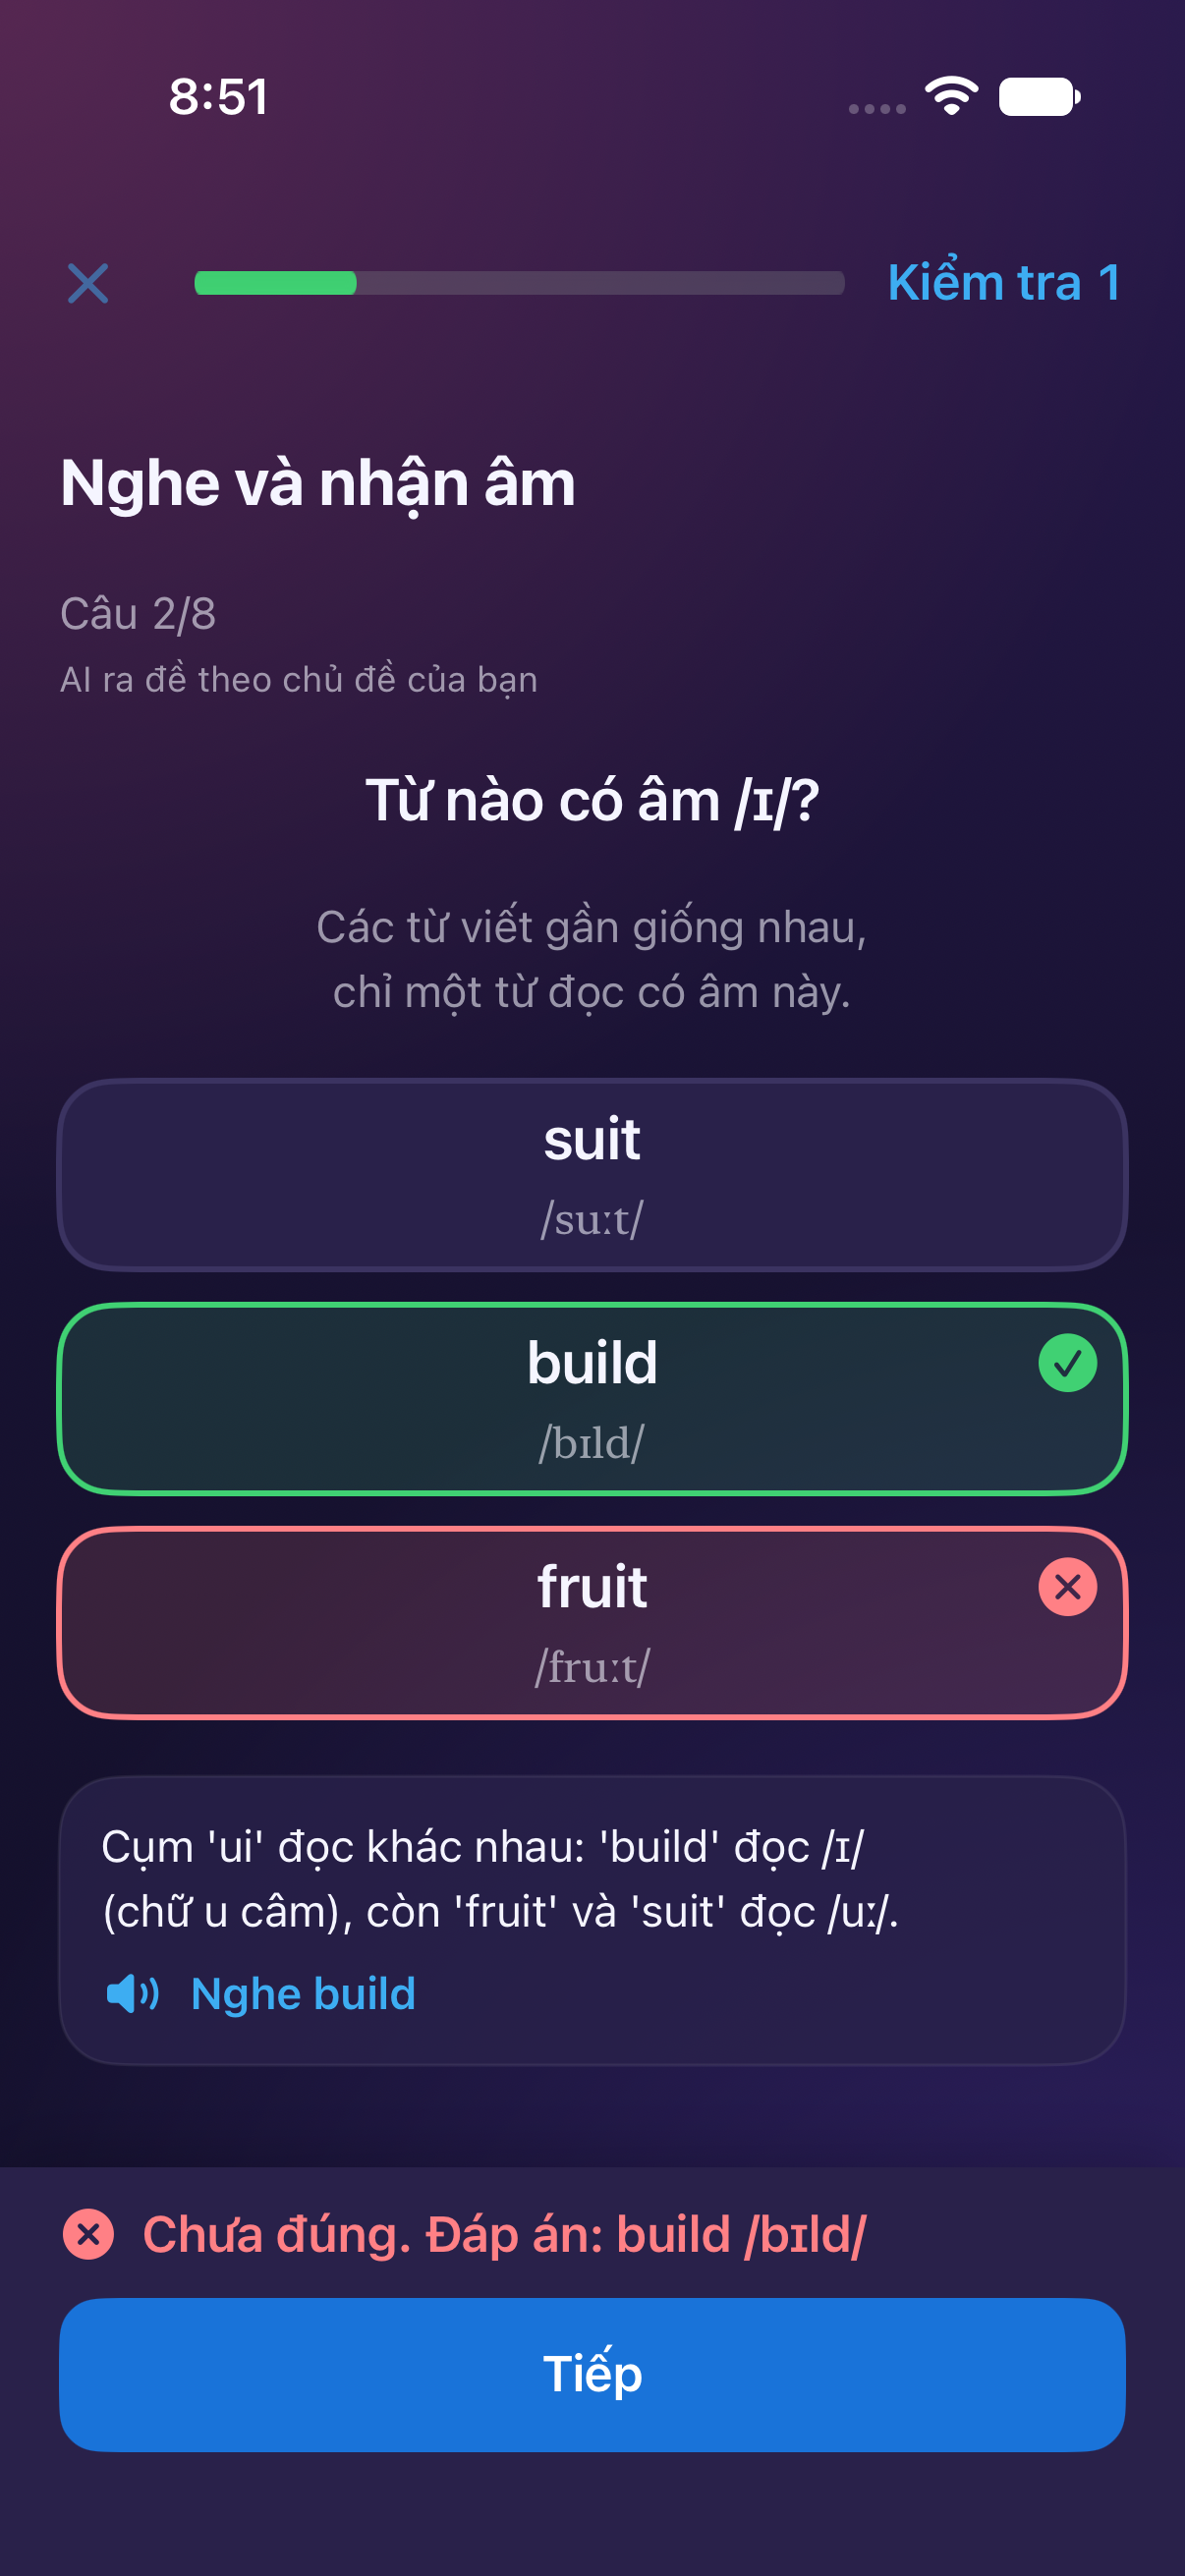 8:51
Kiểm tra 1
Nghe và nhận âm
Câu 2/8
AI ra đề theo chủ đề của bạn
Từ nào có âm /ɪ/?
Các từ viết gần giống nhau,
chỉ một từ đọc có âm này.
suit
/suːt/
build
/bɪld/
fruit
/fruːt/
Cụm 'ui' đọc khác nhau: 'build' đọc /ɪ/
(chữ u câm), còn 'fruit' và 'suit' đọc /uː/.
Nghe build
Chưa đúng. Đáp án: build /bɪld/
Tiếp